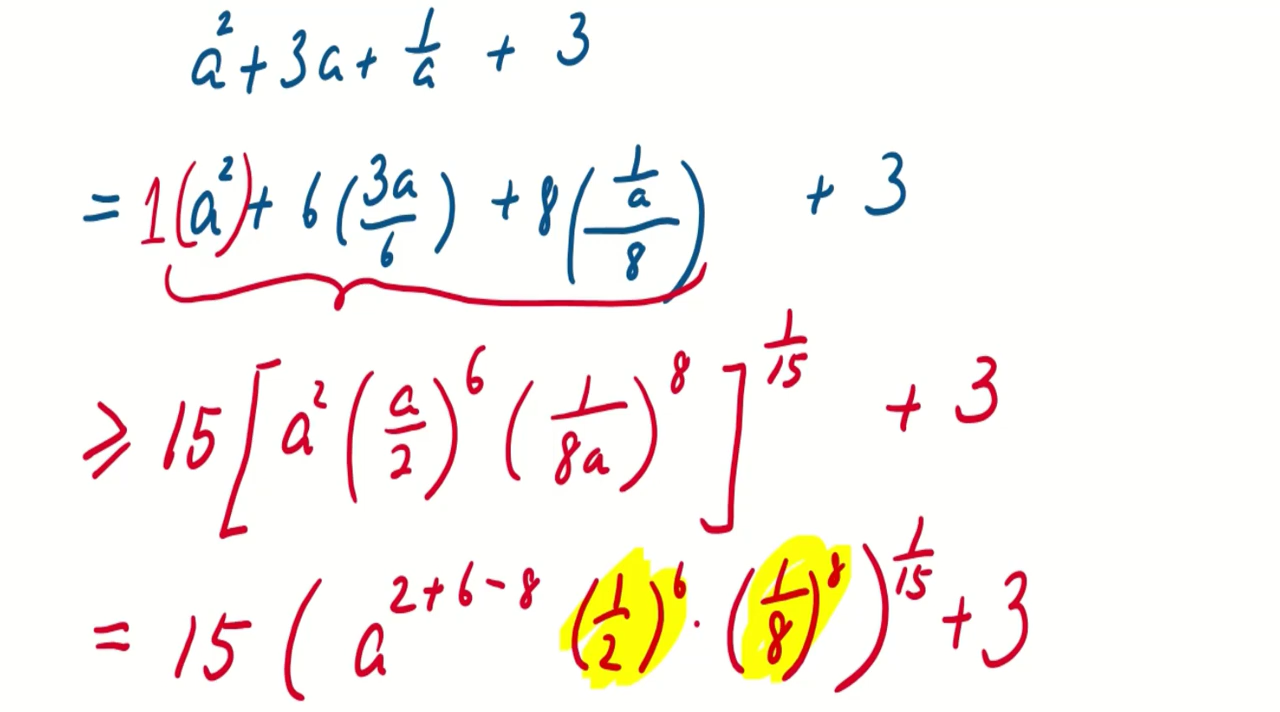 a² + 3a + 1/a + 3
= 1(a²) + 6(3a/6) + 8((1/a)/8) + 3
⩾ 15[a²(a/2)⁶(1/8a)⁸]^(1/15) + 3
= 15(a^(2+6-8) (1/2)⁶ · (1/8)⁸)^(1/15) + 3